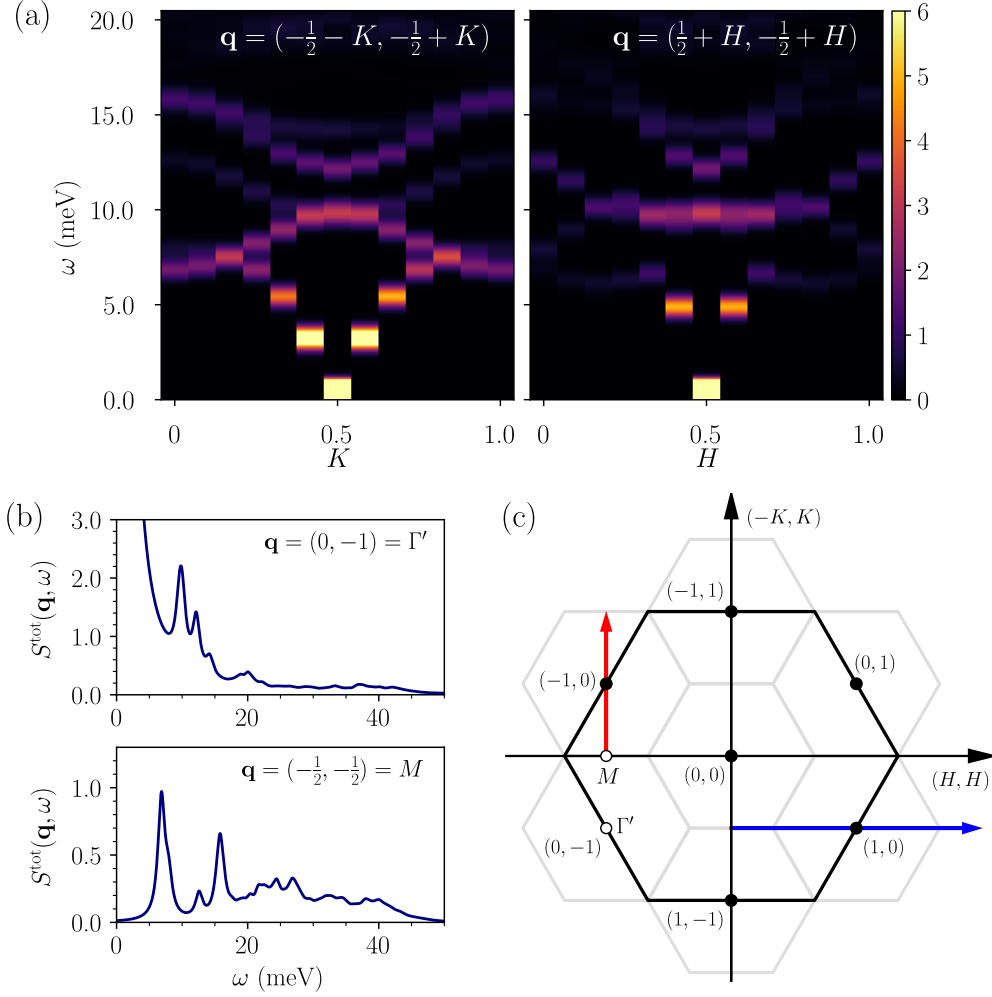 (a)
q = (−1/2 − K, −1/2 + K)
q = (1/2 + H, −1/2 + H)
20.0
15.0
10.0
5.0
0.0
ω (meV)
0 0.5 1.0
K
0 0.5 1.0
H
6
5
4
3
2
1
0
(b)
3.0
2.0
1.0
0.0
S^tot(q, ω)
q = (0, −1) = Γ′
0 20 40
1.0
0.5
0.0
S^tot(q, ω)
q = (−1/2, −1/2) = M
0 20 40
ω (meV)
(c)
(−K, K)
(−1, 1)
(0, 1)
(−1, 0)
(0, 0)
M
(H, H)
Γ′
(0, −1)
(1, 0)
(1, −1)